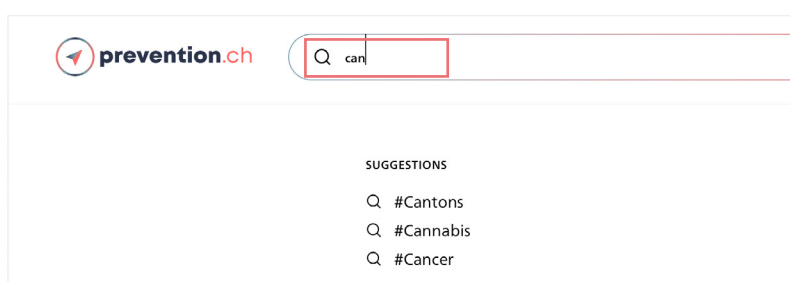 prevention.ch
can
SUGGESTIONS
#Cantons
#Cannabis
#Cancer